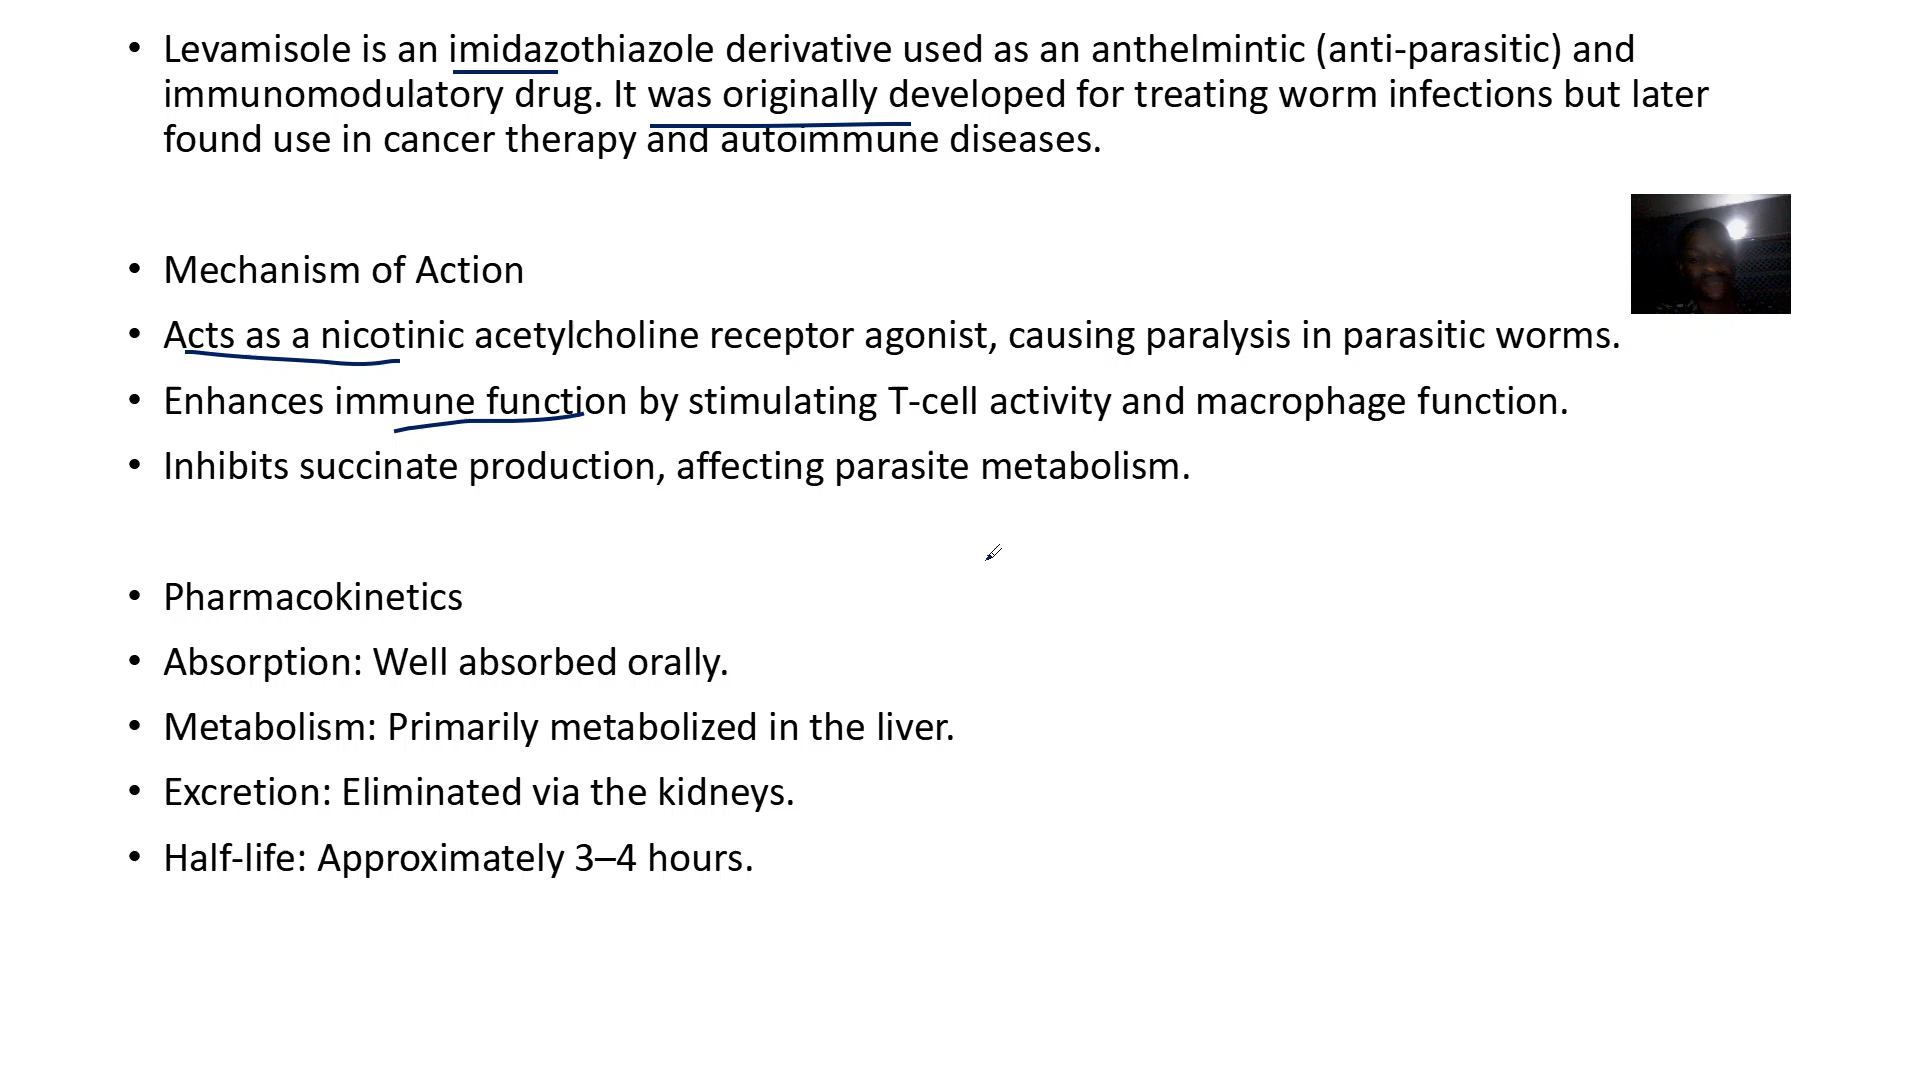 • Levamisole is an imidazothiazole derivative used as an anthelmintic (anti-parasitic) and
immunomodulatory drug. It was originally developed for treating worm infections but later
found use in cancer therapy and autoimmune diseases.
• Mechanism of Action
• Acts as a nicotinic acetylcholine receptor agonist, causing paralysis in parasitic worms.
• Enhances immune function by stimulating T-cell activity and macrophage function.
• Inhibits succinate production, affecting parasite metabolism.
• Pharmacokinetics
• Absorption: Well absorbed orally.
• Metabolism: Primarily metabolized in the liver.
• Excretion: Eliminated via the kidneys.
• Half-life: Approximately 3–4 hours.